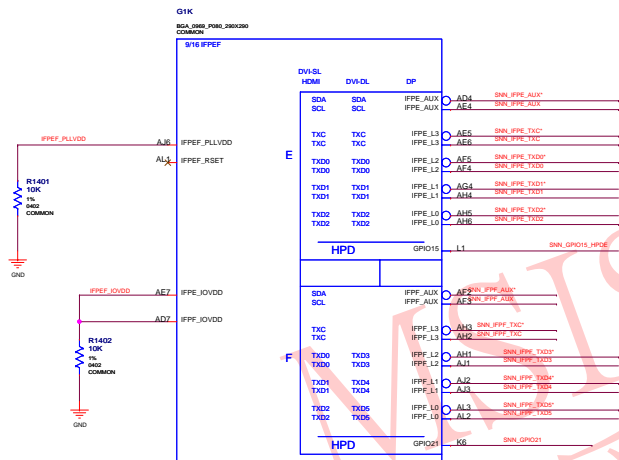 G1K
BGA_0969_P080_290X290
COMMON
9/16 IFPEF
DVI-SL
HDMI DVI-DL DP
SDA SDA IFPE_AUX AD4 SNN_IFPE_AUX*
SCL SCL IFPE_AUX AE4 SNN_IFPE_AUX
TXC TXC IFPE_L3 AE5 SNN_IFPE_TXC*
TXC TXC IFPE_L3 AE6 SNN_IFPE_TXC
IFPEF_PLLVDD AJ6 IFPEF_PLLVDD
E
TXD0 TXD0 IFPE_L2 AF5 SNN_IFPE_TXD0*
TXD0 TXD0 IFPE_L2 AF4 SNN_IFPE_TXD0
AL1 IFPEF_RSET
TXD1 TXD1 IFPE_L1 AG4 SNN_IFPE_TXD1*
TXD1 TXD1 IFPE_L1 AH4 SNN_IFPE_TXD1
R1401
10K
1%
0402
COMMON
GND
TXD2 TXD2 IFPE_L0 AH5 SNN_IFPE_TXD2*
TXD2 TXD2 IFPE_L0 AH6 SNN_IFPE_TXD2
HPD GPIO15 L1 SNN_GPIO15_HPDE
IFPEF_IOVDD AE7 IFPE_IOVDD
SDA IFPF_AUX AF2 SNN_IFPF_AUX*
SCL IFPF_AUX AF3 SNN_IFPF_AUX
AD7 IFPF_IOVDD
TXC IFPF_L3 AH3 SNN_IFPF_TXC*
TXC IFPF_L3 AH2 SNN_IFPF_TXC
R1402
10K
1%
0402
COMMON
GND
F
TXD0 TXD3 IFPF_L2 AH1 SNN_IFPF_TXD3*
TXD0 TXD3 IFPF_L2 AJ1 SNN_IFPF_TXD3
TXD1 TXD4 IFPF_L1 AJ2 SNN_IFPF_TXD4*
TXD1 TXD4 IFPF_L1 AJ3 SNN_IFPF_TXD4
TXD2 TXD5 IFPF_L0 AL3 SNN_IFPF_TXD5*
TXD2 TXD5 IFPF_L0 AL2 SNN_IFPF_TXD5
HPD GPIO21 K6 SNN_GPIO21
MSIS